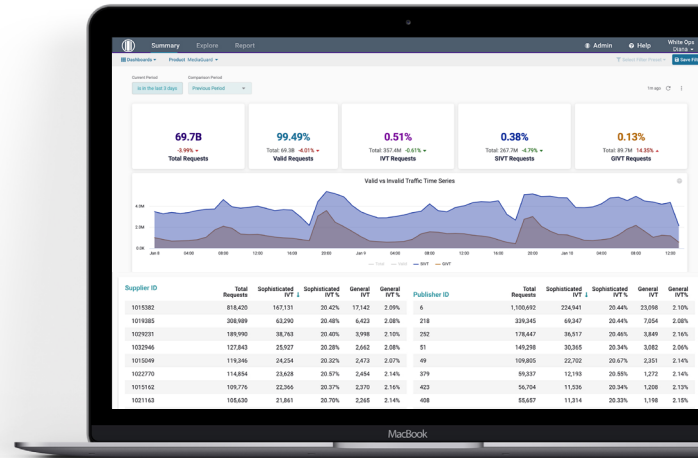 Summary Explore Report Admin Help White Ops
Diana
Dashboards Product MediaGuard Select Filter Preset Save Filt
Current Period Comparison Period
is in the last 3 days Previous Period 1m ago
69.7B 99.49% 0.51% 0.38% 0.13%
-3.99% Total: 69.3B -4.01% Total: 357.4M -0.61% Total: 267.7M -4.79% Total: 89.7M 14.35%
Total Requests Valid Requests IVT Requests SIVT Requests GIVT Requests
Valid vs Invalid Traffic Time Series
4.0M
2.0M
0.0K
Jan 8 04:00 08:00 12:00 16:00 20:00 Jan 9 04:00 08:00 12:00 16:00 20:00 Jan 10 04:00 08:00 12:00
Total Valid SIVT GIVT
Supplier ID Total Requests Sophisticated IVT ↓ Sophisticated IVT % General IVT General IVT% Publisher ID Total Requests Sophisticated IVT ↓ Sophisticated IVT % General IVT General IVT%
1015382 818,420 167,131 20.42% 17,142 2.09% 6 1,100,692 224,941 20.44% 23,098 2.10%
1019385 308,989 63,290 20.48% 6,423 2.08% 218 339,345 69,347 20.44% 7,054 2.08%
1029231 189,990 38,763 20.40% 3,998 2.10% 252 178,447 36,517 20.46% 3,849 2.16%
1032946 127,843 25,927 20.28% 2,662 2.08% 51 149,298 30,365 20.34% 3,082 2.06%
1015049 119,346 24,254 20.32% 2,473 2.07% 49 109,805 22,702 20.67% 2,351 2.14%
1022770 114,854 23,628 20.57% 2,454 2.14% 379 59,337 12,193 20.55% 1,272 2.14%
1015162 109,776 22,366 20.37% 2,370 2.16% 423 56,704 11,536 20.34% 1,208 2.13%
1021163 105,630 21,861 20.70% 2,265 2.14% 408 55,657 11,314 20.33% 1,198 2.15%
MacBook